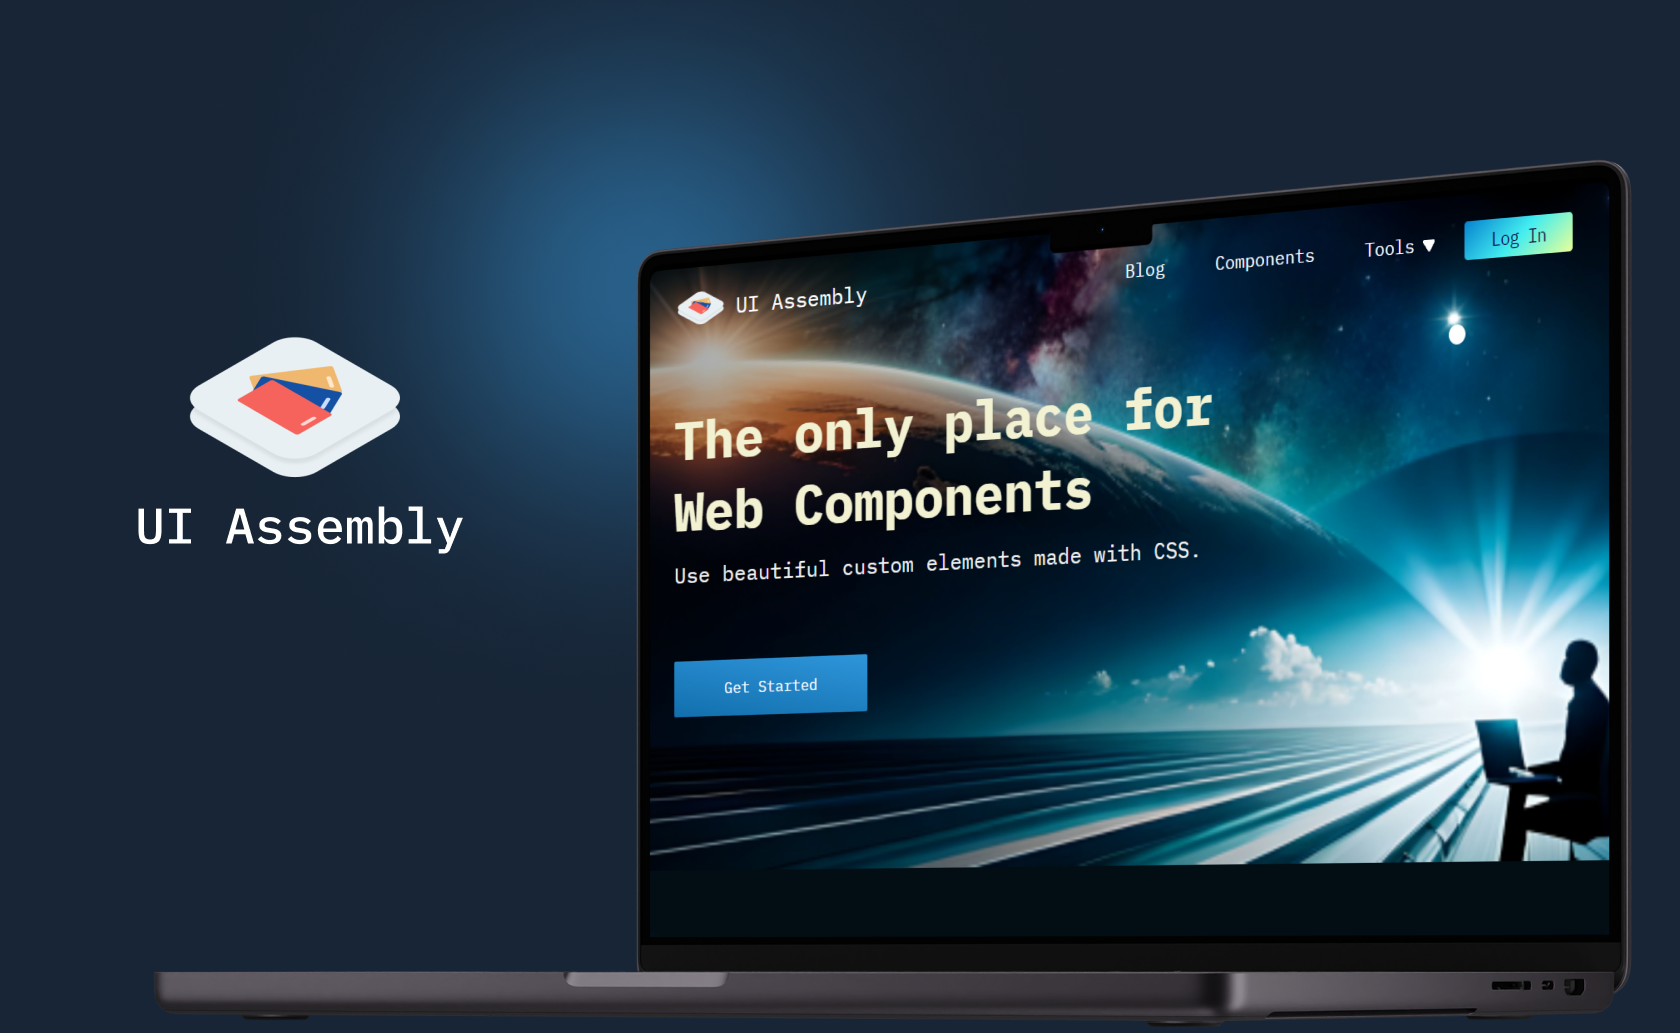 UI Assembly
UI Assembly
Blog
Components
Tools
Log In
The only place for
Web Components
Use beautiful custom elements made with CSS.
Get Started